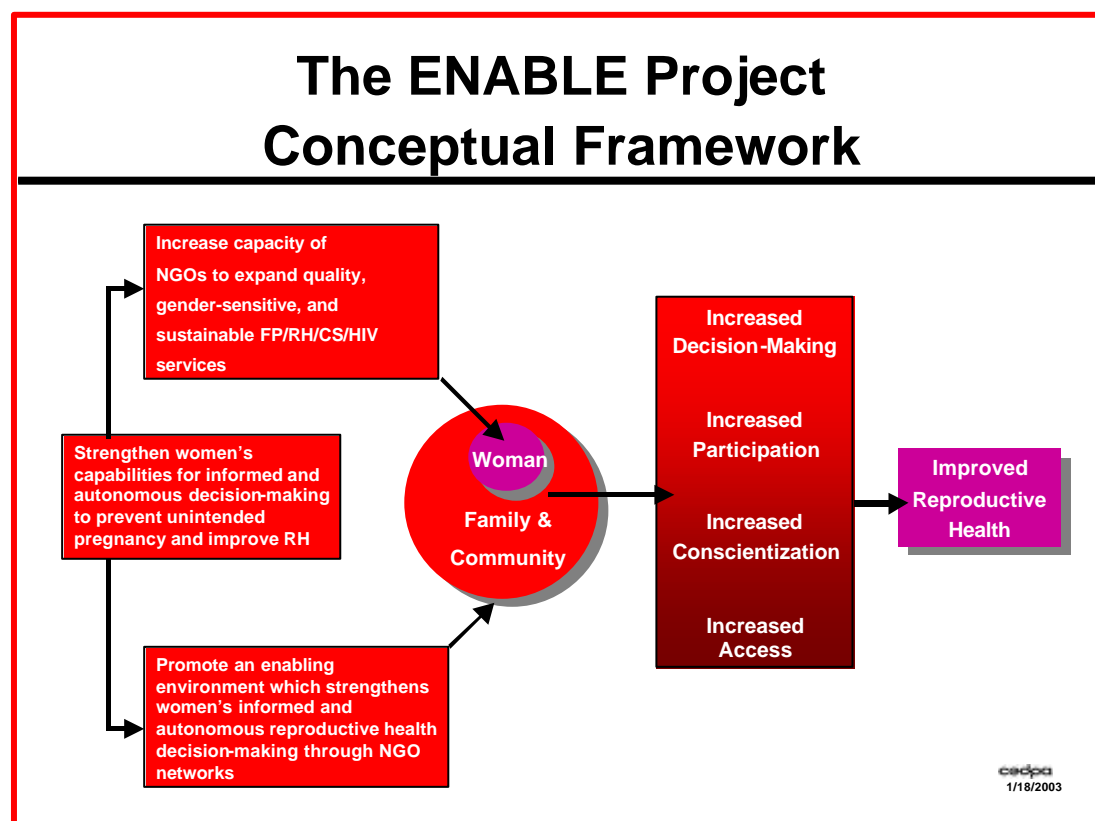 The ENABLE Project
Conceptual Framework
Increase capacity of
NGOs to expand quality,
gender-sensitive, and
sustainable FP/RH/CS/HIV
services
Strengthen women’s
capabilities for informed and
autonomous decision-making
to prevent unintended
pregnancy and improve RH
Promote an enabling
environment which strengthens
women’s informed and
autonomous reproductive health
decision-making through NGO
networks
Woman
Family &
Community
Increased
Decision-Making
Increased
Participation
Increased
Conscientization
Increased
Access
Improved
Reproductive
Health
cedpa
1/18/2003